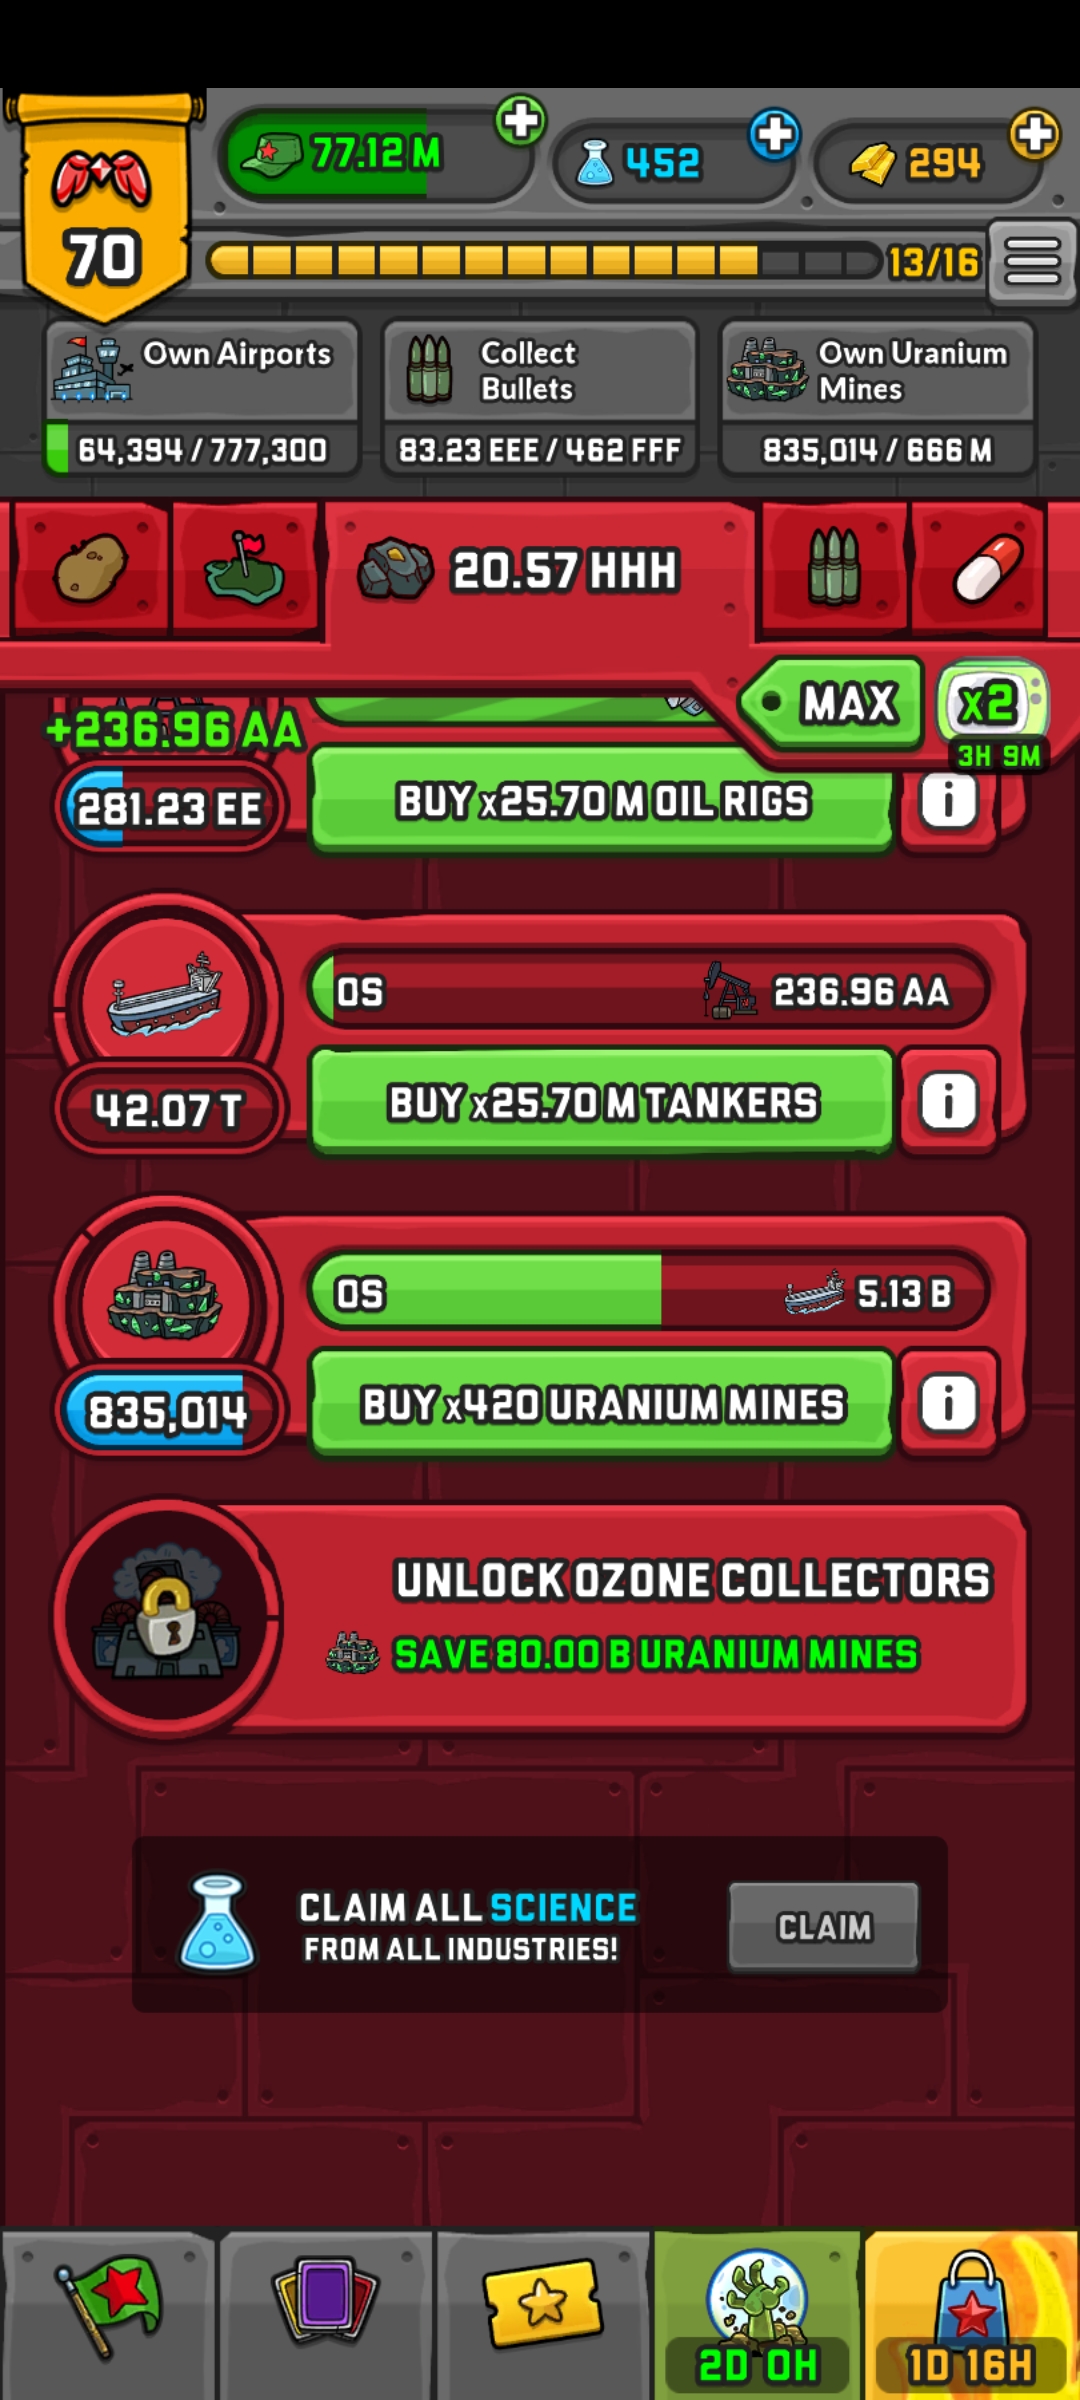 77.12 M
452
294
70
13/16
Own Airports
64,394 / 777,300
Collect
Bullets
83.23 EEE / 462 FFF
Own Uranium
Mines
835,014 / 666 M
20.57 HHH
MAX
x2
3H 9M
+236.96 AA
281.23 EE
BUY x25.70 M OIL RIGS
i
0S
236.96 AA
42.07 T
BUY x25.70 M TANKERS
i
0S
5.13 B
835,014
BUY x420 URANIUM MINES
i
UNLOCK OZONE COLLECTORS
SAVE 80.00 B URANIUM MINES
CLAIM ALL SCIENCE
FROM ALL INDUSTRIES!
CLAIM
2D 0H
1D 16H